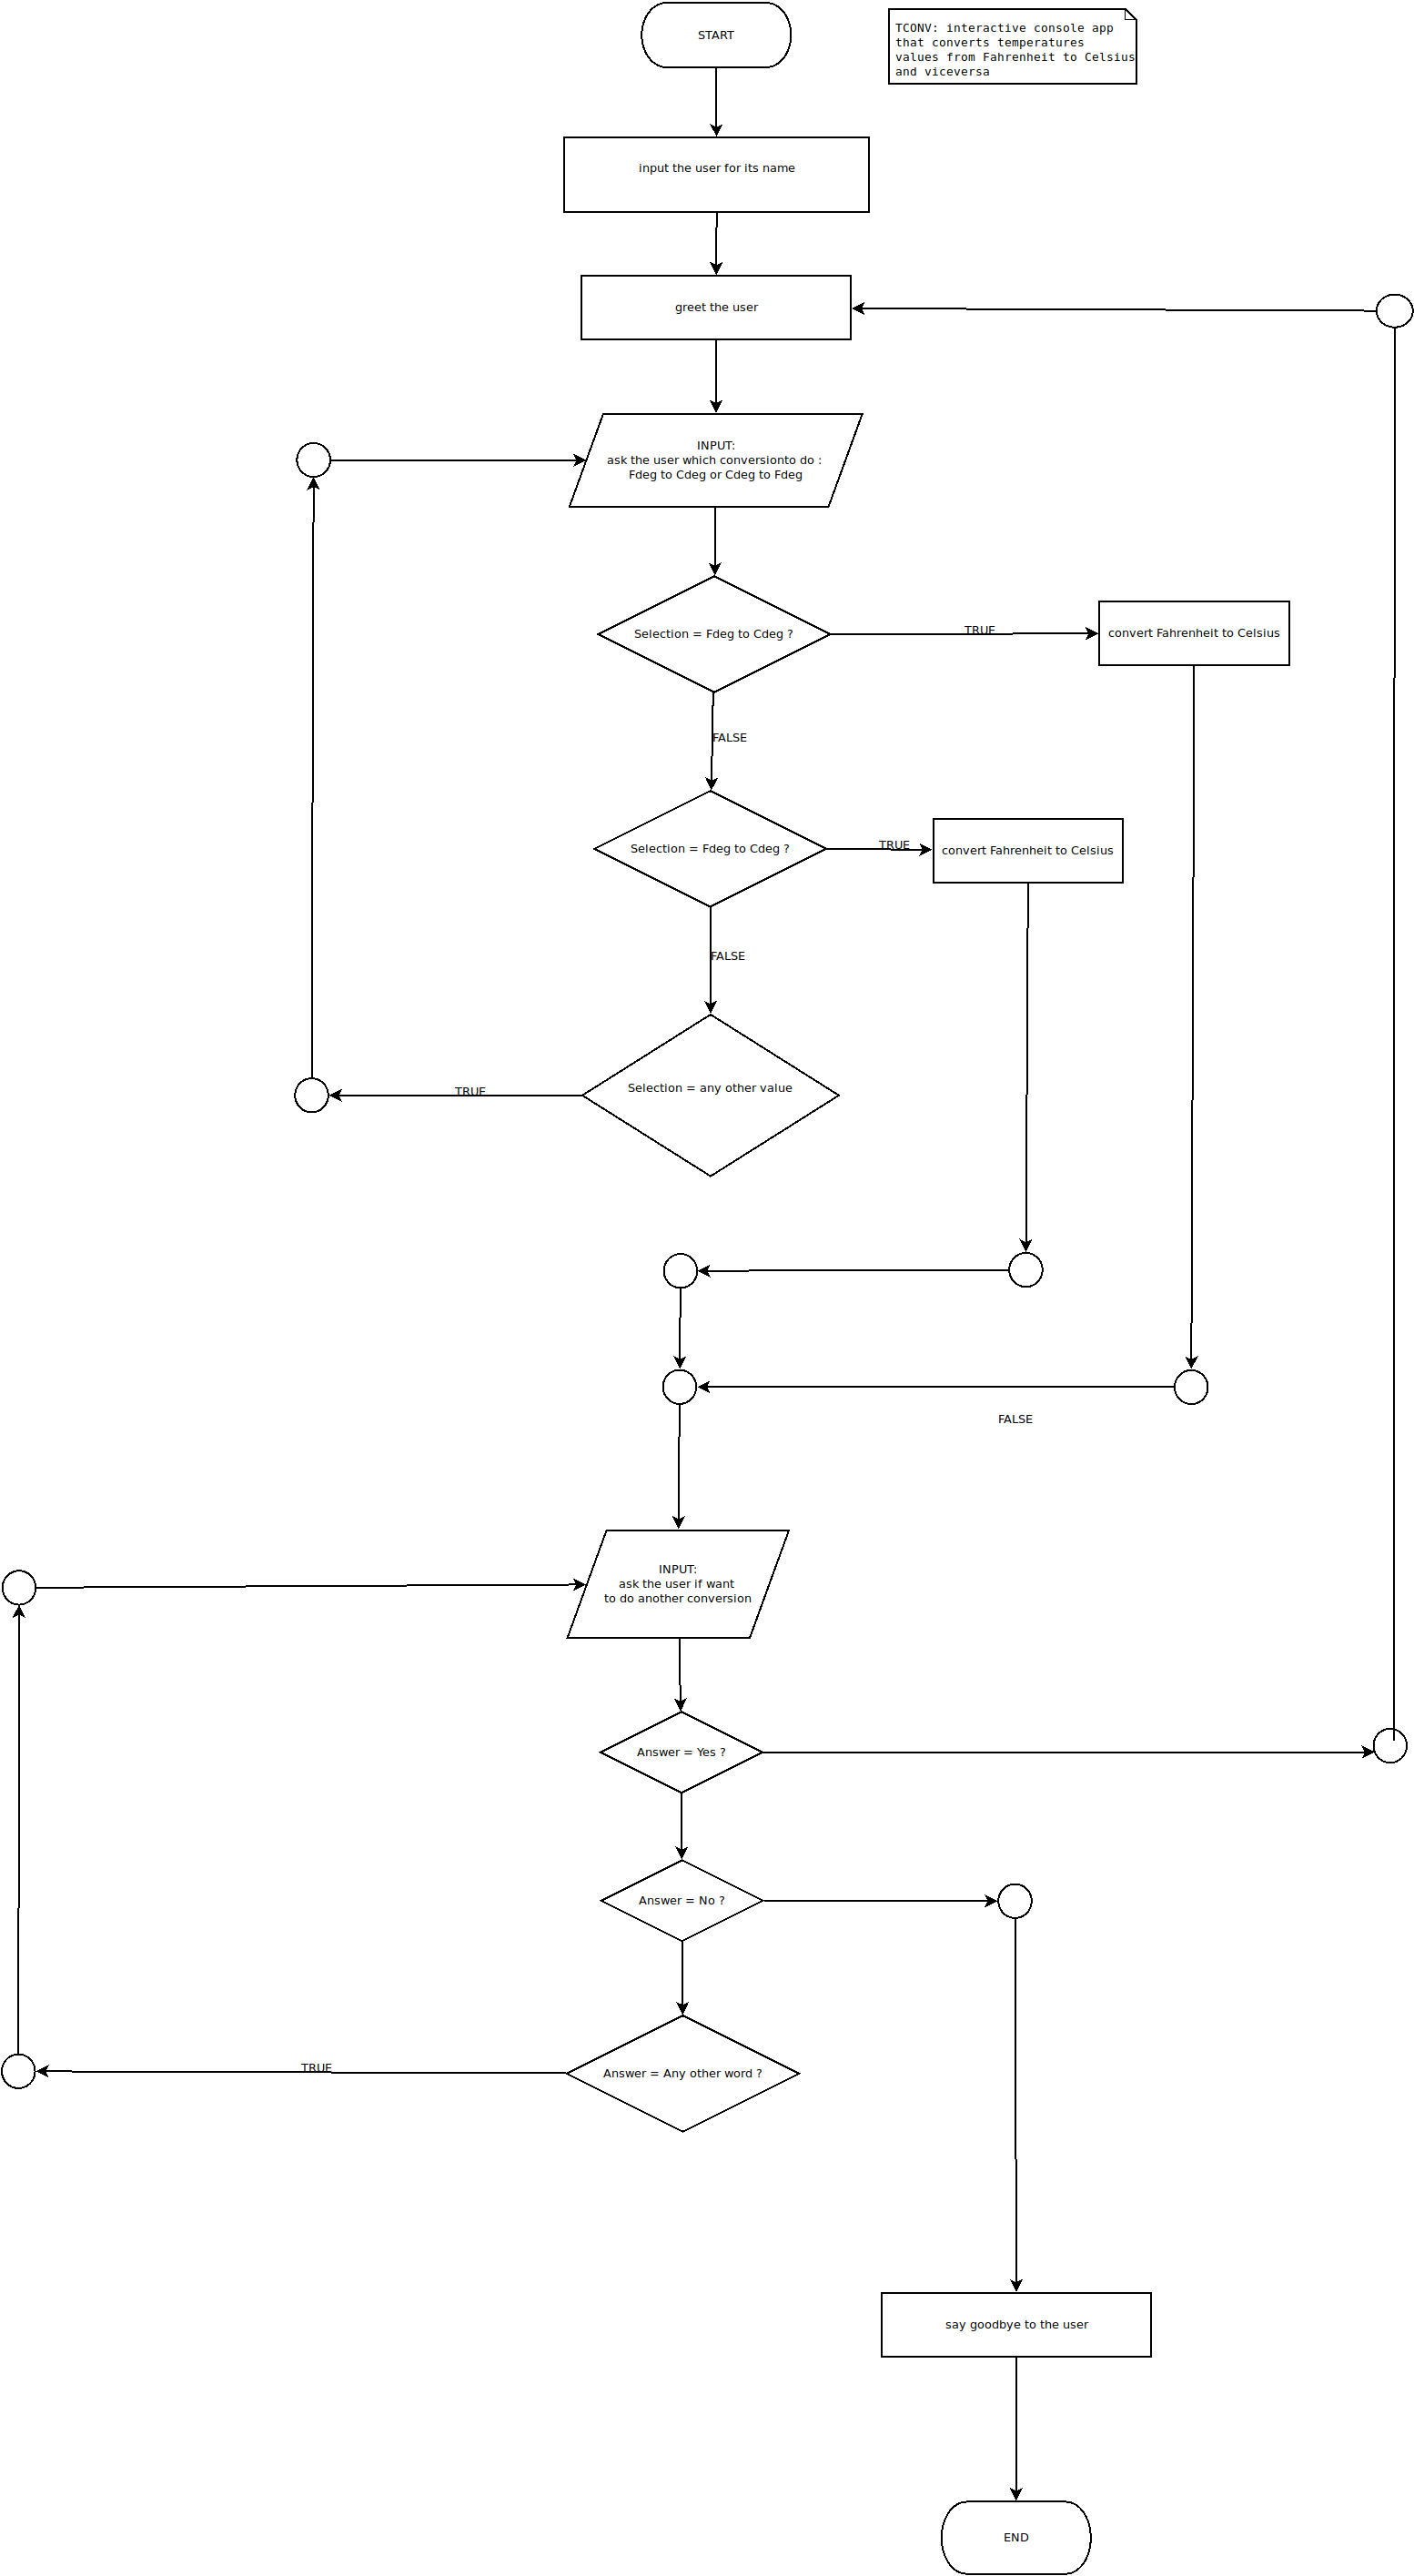 START
TCONV: interactive console app
that converts temperatures
values from Fahrenheit to Celsius
and viceversa
input the user for its name
greet the user
INPUT:
ask the user which conversionto do :
Fdeg to Cdeg or Cdeg to Fdeg
Selection = Fdeg to Cdeg ?
TRUE
convert Fahrenheit to Celsius
FALSE
Selection = Fdeg to Cdeg ?
TRUE
convert Fahrenheit to Celsius
FALSE
Selection = any other value
TRUE
FALSE
INPUT:
ask the user if want
to do another conversion
Answer = Yes ?
Answer = No ?
Answer = Any other word ?
TRUE
say goodbye to the user
END